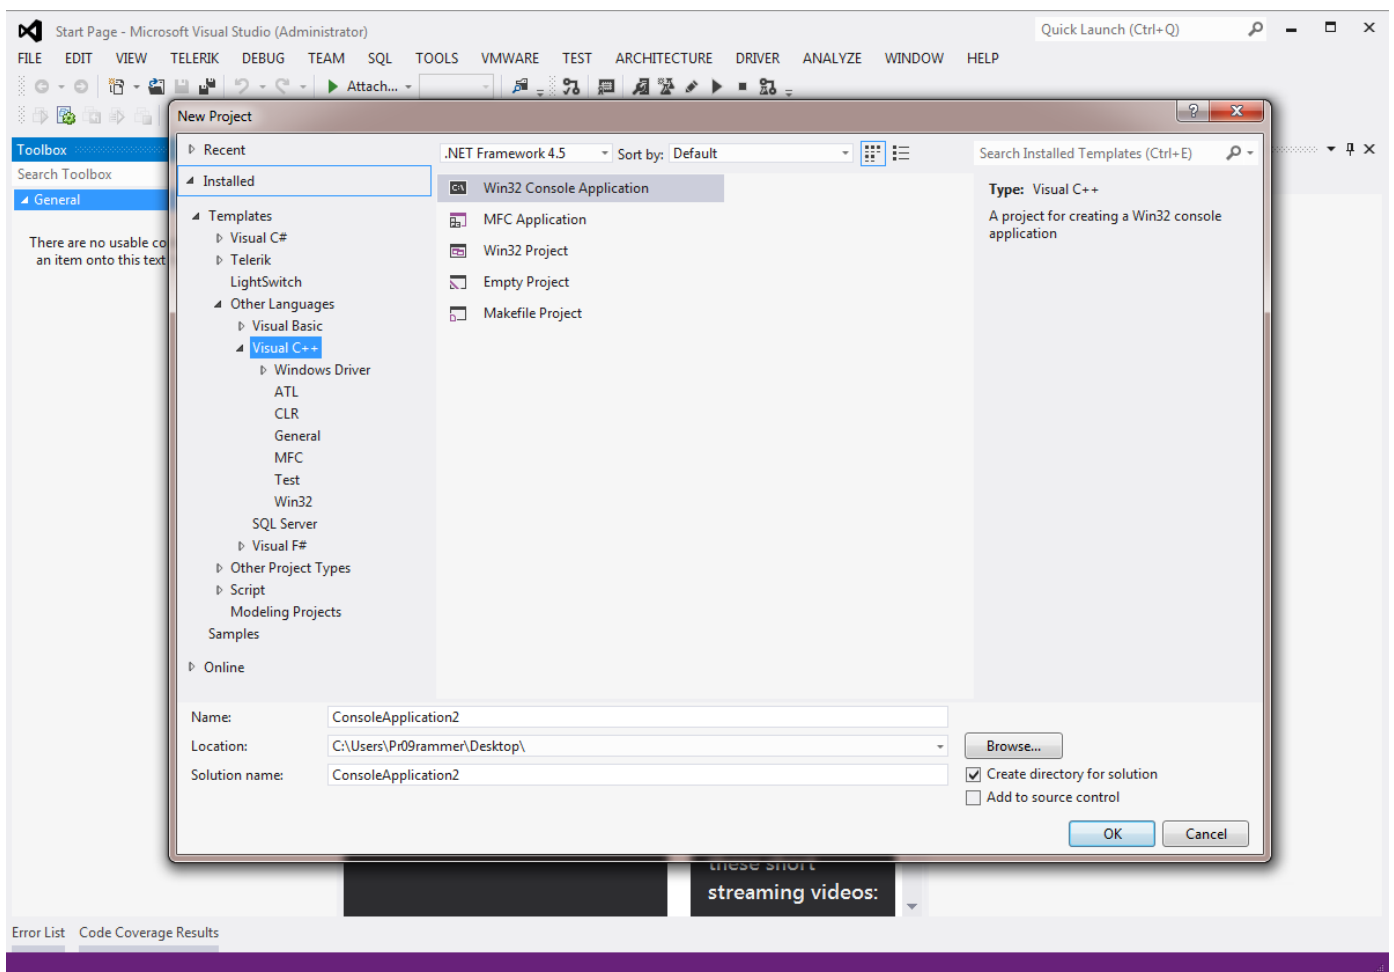 Start Page - Microsoft Visual Studio (Administrator)
Quick Launch (Ctrl+Q)
FILE EDIT VIEW TELERIK DEBUG TEAM SQL TOOLS VMWARE TEST ARCHITECTURE DRIVER ANALYZE WINDOW HELP
Attach...
New Project
Toolbox
Search Toolbox
General
There are no usable co
an item onto this text
Recent
Installed
Templates
Visual C#
Telerik
LightSwitch
Other Languages
Visual Basic
Visual C++
Windows Driver
ATL
CLR
General
MFC
Test
Win32
SQL Server
Visual F#
Other Project Types
Script
Modeling Projects
Samples
Online
.NET Framework 4.5
Sort by: Default
Win32 Console Application
MFC Application
Win32 Project
Empty Project
Makefile Project
Search Installed Templates (Ctrl+E)
Type: Visual C++
A project for creating a Win32 console
application
Name: ConsoleApplication2
Location: C:\Users\Pr09rammer\Desktop\
Browse...
Solution name: ConsoleApplication2
Create directory for solution
Add to source control
OK Cancel
these short
streaming videos:
Error List Code Coverage Results